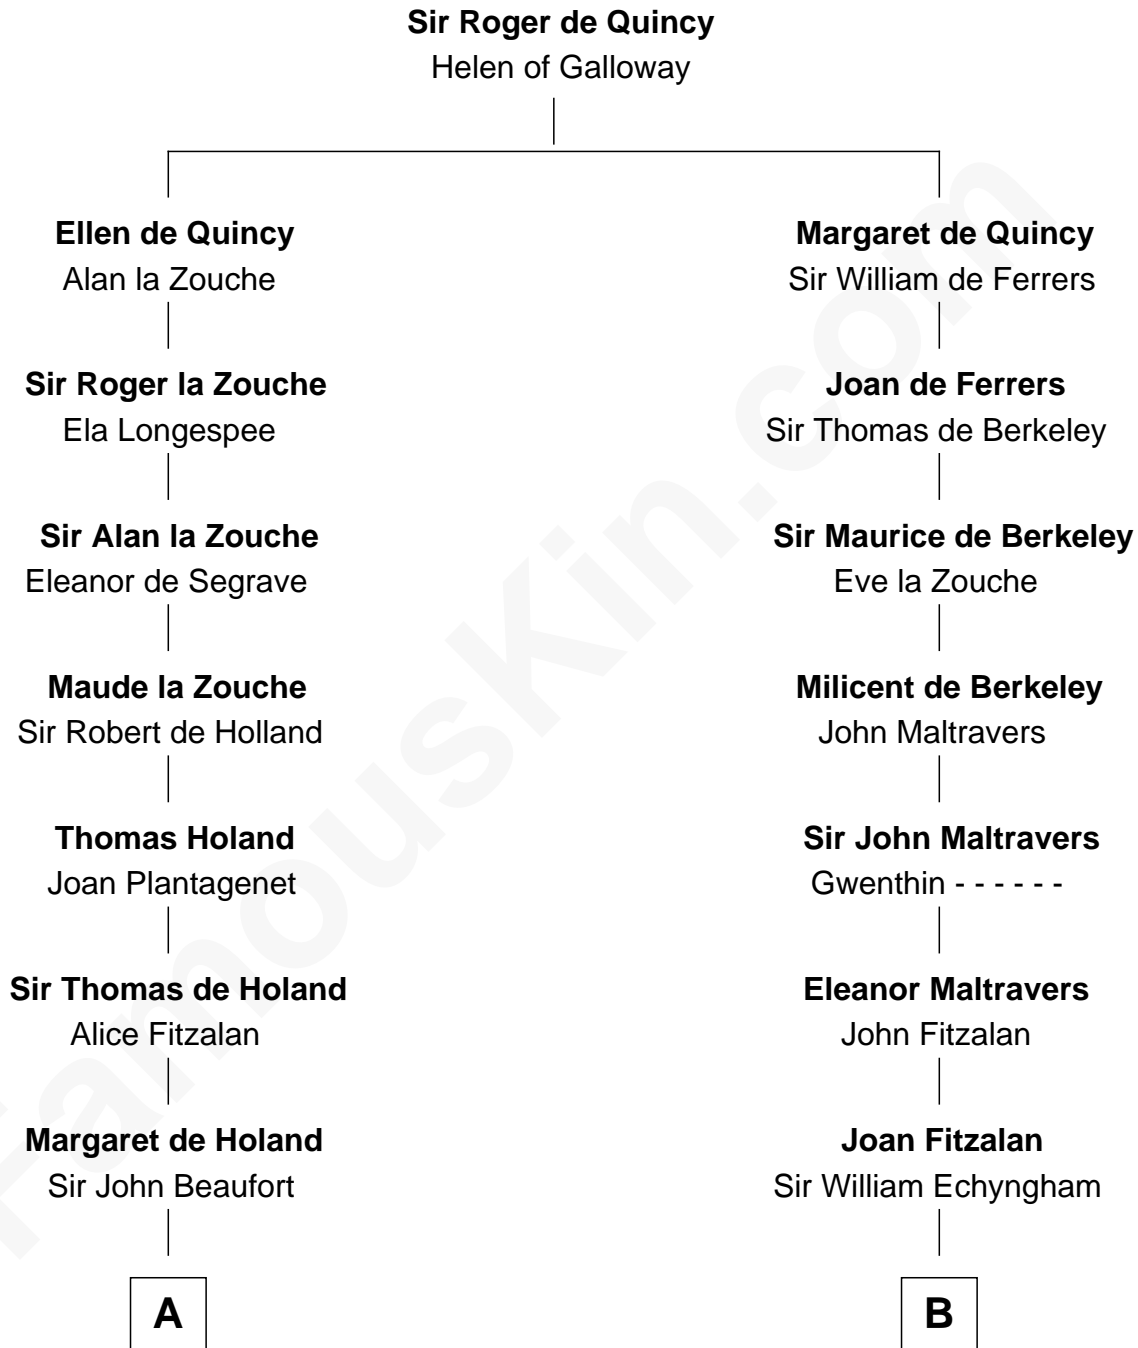 Sir Roger de Quincy
Helen of Galloway
Ellen de Quincy
Alan la Zouche
Margaret de Quincy
Sir William de Ferrers
Sir Roger la Zouche
Ela Longespee
Joan de Ferrers
Sir Thomas de Berkeley
Sir Alan la Zouche
Eleanor de Segrave
Sir Maurice de Berkeley
Eve la Zouche
Maude la Zouche
Sir Robert de Holland
Milicent de Berkeley
John Maltravers
Thomas Holand
Joan Plantagenet
Sir John Maltravers
Gwenthin - - - - - -
Sir Thomas de Holand
Alice Fitzalan
Eleanor Maltravers
John Fitzalan
Margaret de Holand
Sir John Beaufort
Joan Fitzalan
Sir William Echyngham
A
B
FamousKin.com